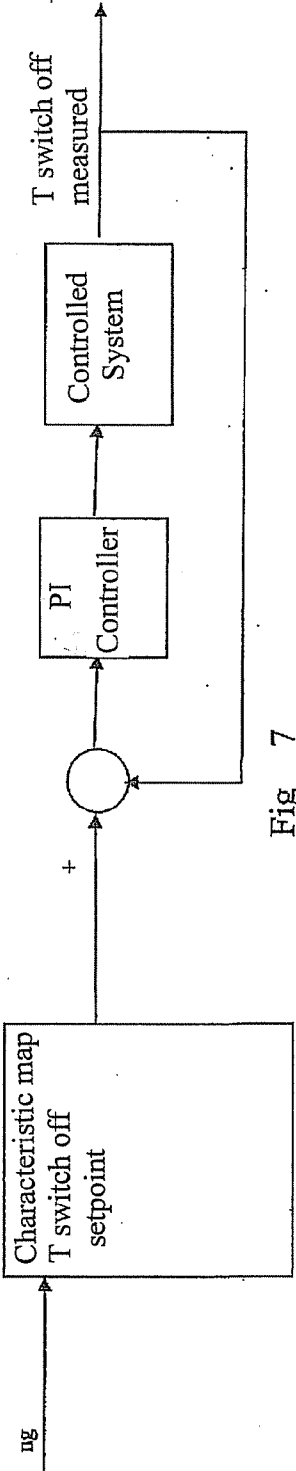 ng
Characteristic map
T switch off
setpoint
+
PI
Controller
Controlled
System
T switch off
measured
Fig 7